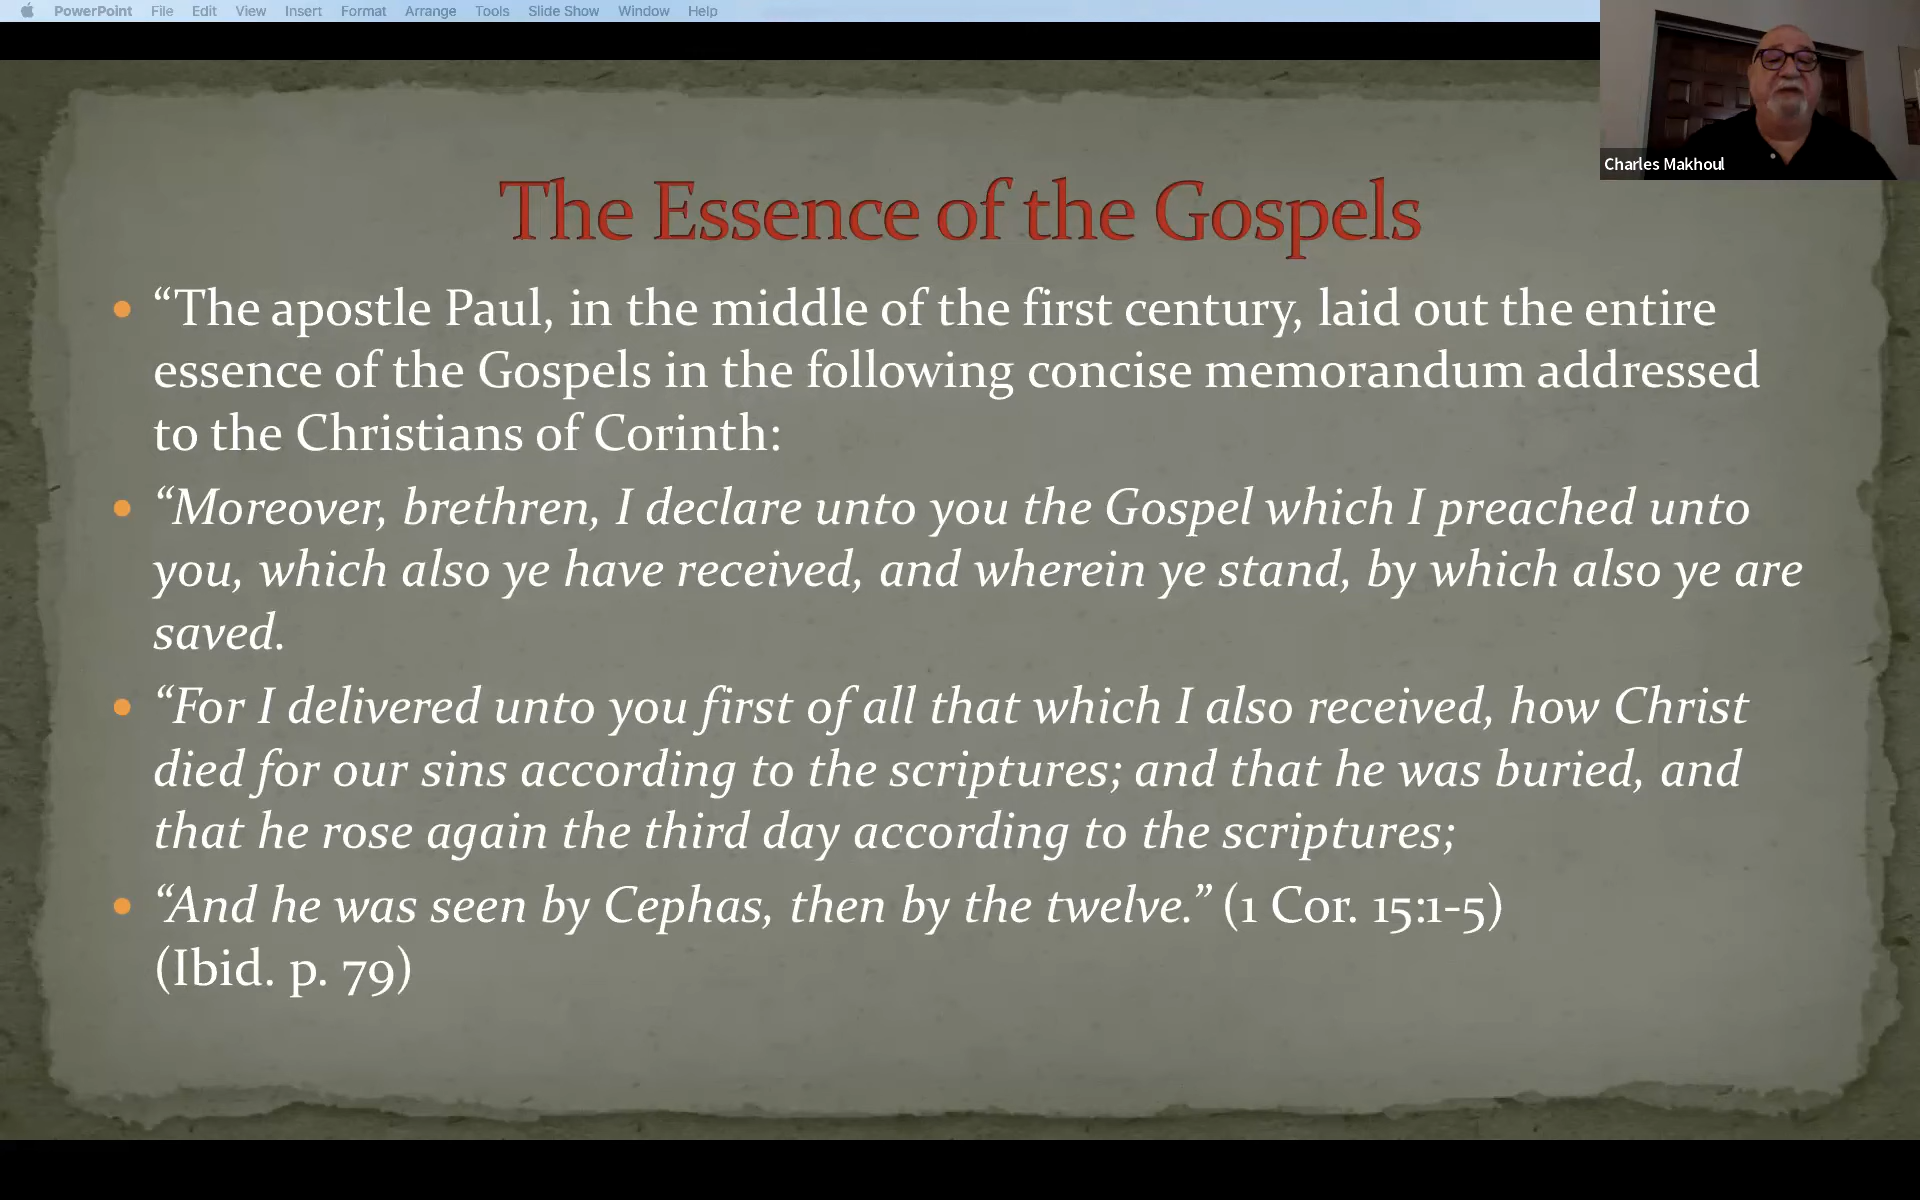 PowerPoint File Edit View Insert Format Arrange Tools Slide Show Window Help
Charles Makhoul
The Essence of the Gospels
• “The apostle Paul, in the middle of the first century, laid out the entire
essence of the Gospels in the following concise memorandum addressed
to the Christians of Corinth:
• “Moreover, brethren, I declare unto you the Gospel which I preached unto
you, which also ye have received, and wherein ye stand, by which also ye are
saved.
• “For I delivered unto you first of all that which I also received, how Christ
died for our sins according to the scriptures; and that he was buried, and
that he rose again the third day according to the scriptures;
• “And he was seen by Cephas, then by the twelve.” (1 Cor. 15:1-5)
(Ibid. p. 79)